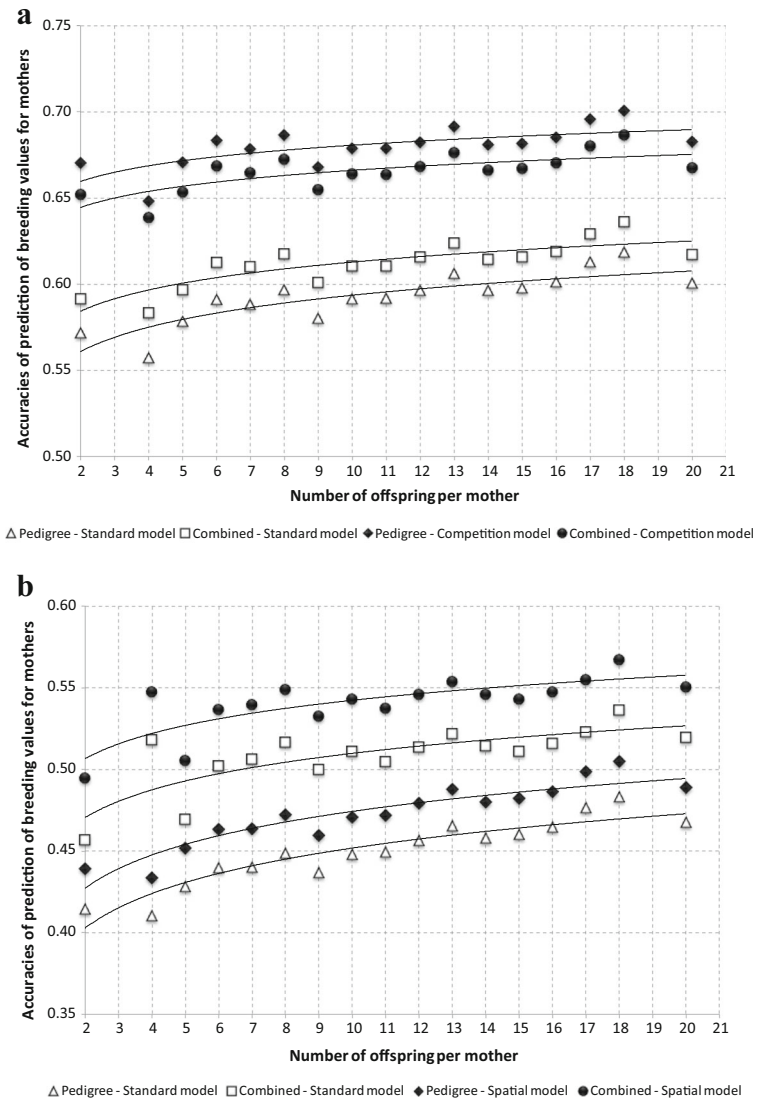 a
Accuracies of prediction of breeding values for mothers
0.75
0.70
0.65
0.60
0.55
0.50
2 3 4 5 6 7 8 9 10 11 12 13 14 15 16 17 18 19 20 21
Number of offspring per mother
△ Pedigree - Standard model □ Combined - Standard model ◆ Pedigree - Competition model ● Combined - Competition model
b
Accuracies of prediction of breeding values for mothers
0.60
0.55
0.50
0.45
0.40
0.35
2 3 4 5 6 7 8 9 10 11 12 13 14 15 16 17 18 19 20 21
Number of offspring per mother
△ Pedigree - Standard model □ Combined - Standard model ◆ Pedigree - Spatial model ● Combined - Spatial model